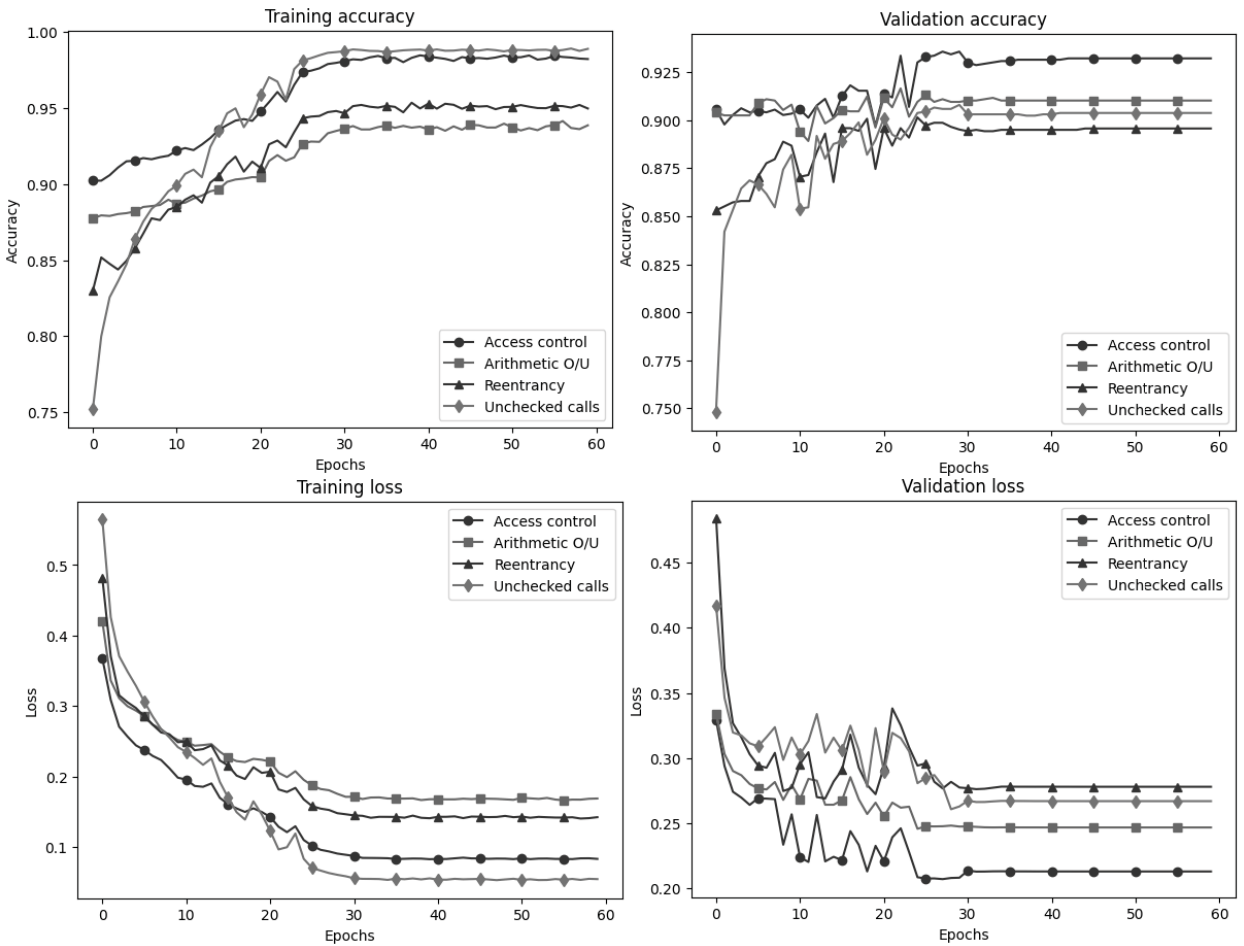 Training accuracy
1.00
0.95
0.90
0.85
0.80
0.75
Accuracy
0 10 20 30 40 50 60
Epochs
Access control
Arithmetic O/U
Reentrancy
Unchecked calls
Validation accuracy
0.925
0.900
0.875
0.850
0.825
0.800
0.775
0.750
Accuracy
0 10 20 30 40 50 60
Epochs
Access control
Arithmetic O/U
Reentrancy
Unchecked calls
Training loss
0.5
0.4
0.3
0.2
0.1
Loss
0 10 20 30 40 50 60
Epochs
Access control
Arithmetic O/U
Reentrancy
Unchecked calls
Validation loss
0.45
0.40
0.35
0.30
0.25
0.20
Loss
0 10 20 30 40 50 60
Epochs
Access control
Arithmetic O/U
Reentrancy
Unchecked calls